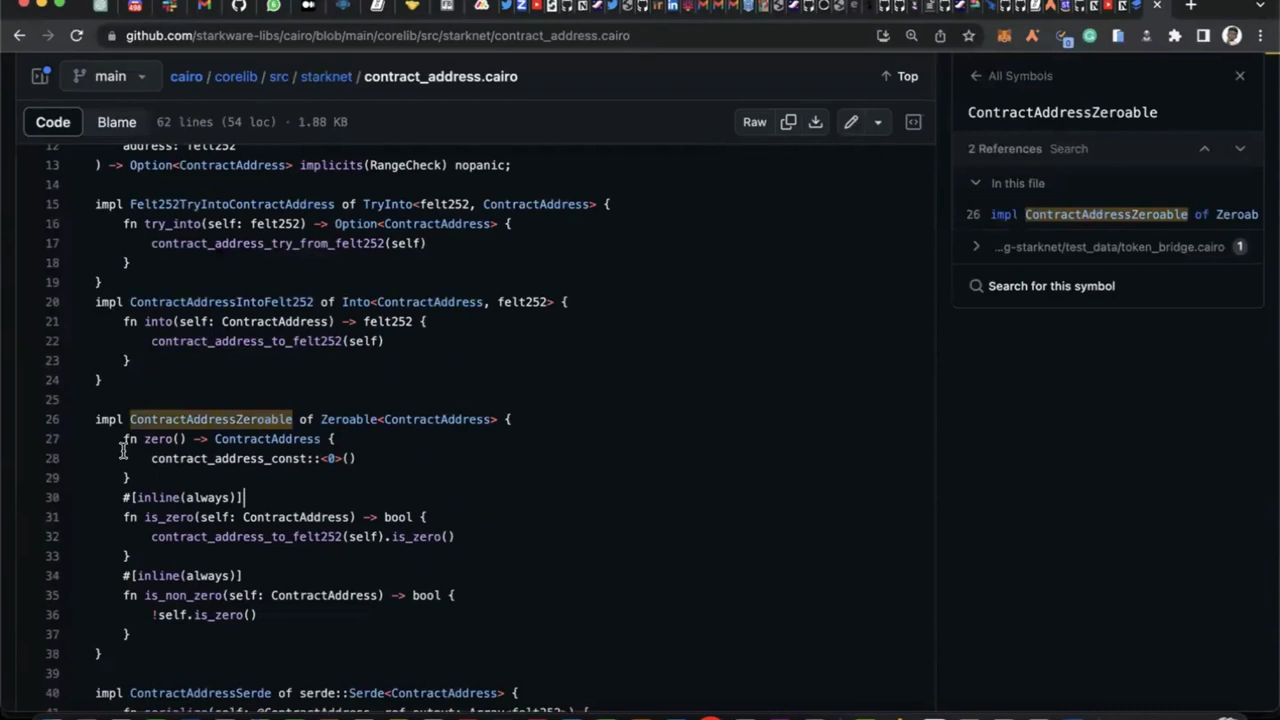 github.com/starkware-libs/cairo/blob/main/corelib/src/starknet/contract_address.cairo
main
cairo / corelib / src / starknet / contract_address.cairo
Top
All Symbols
Code Blame 62 lines (54 loc) · 1.88 KB
Raw
ContractAddressZeroable
2 References Search
In this file
26 impl ContractAddressZeroable of Zeroab
...g-starknet/test_data/token_bridge.cairo 1
Search for this symbol
12 address: felt252
13 ) -> Option<ContractAddress> implicits(RangeCheck) nopanic;
14
15 impl Felt252TryIntoContractAddress of TryInto<felt252, ContractAddress> {
16 fn try_into(self: felt252) -> Option<ContractAddress> {
17 contract_address_try_from_felt252(self)
18 }
19 }
20 impl ContractAddressIntoFelt252 of Into<ContractAddress, felt252> {
21 fn into(self: ContractAddress) -> felt252 {
22 contract_address_to_felt252(self)
23 }
24 }
25
26 impl ContractAddressZeroable of Zeroable<ContractAddress> {
27 fn zero() -> ContractAddress {
28 contract_address_const::<0>()
29 }
30 #[inline(always)]
31 fn is_zero(self: ContractAddress) -> bool {
32 contract_address_to_felt252(self).is_zero()
33 }
34 #[inline(always)]
35 fn is_non_zero(self: ContractAddress) -> bool {
36 !self.is_zero()
37 }
38 }
39
40 impl ContractAddressSerde of serde::Serde<ContractAddress> {